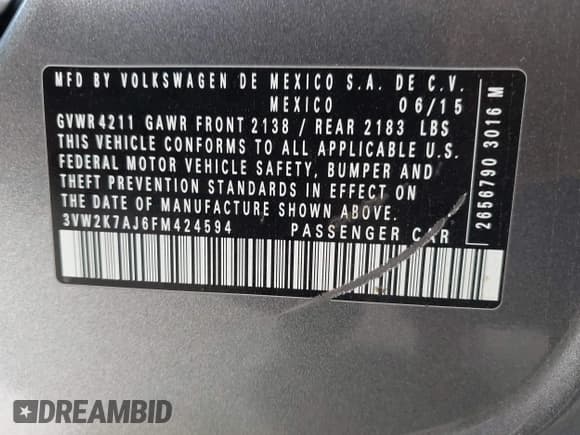 MFD BY VOLKSWAGEN DE MEXICO S.A. DE C.V.
MEXICO 06/15
GVWR 4211 GAWR FRONT 2138 / REAR 2183 LBS
THIS VEHICLE CONFORMS TO ALL APPLICABLE U.S.
FEDERAL MOTOR VEHICLE SAFETY, BUMPER AND
THEFT PREVENTION STANDARDS IN EFFECT ON
THE DATE OF MANUFACTURE SHOWN ABOVE.
3VW2K7AJ6FM424594 PASSENGER CAR
2656790 3016 M
DREAMBID